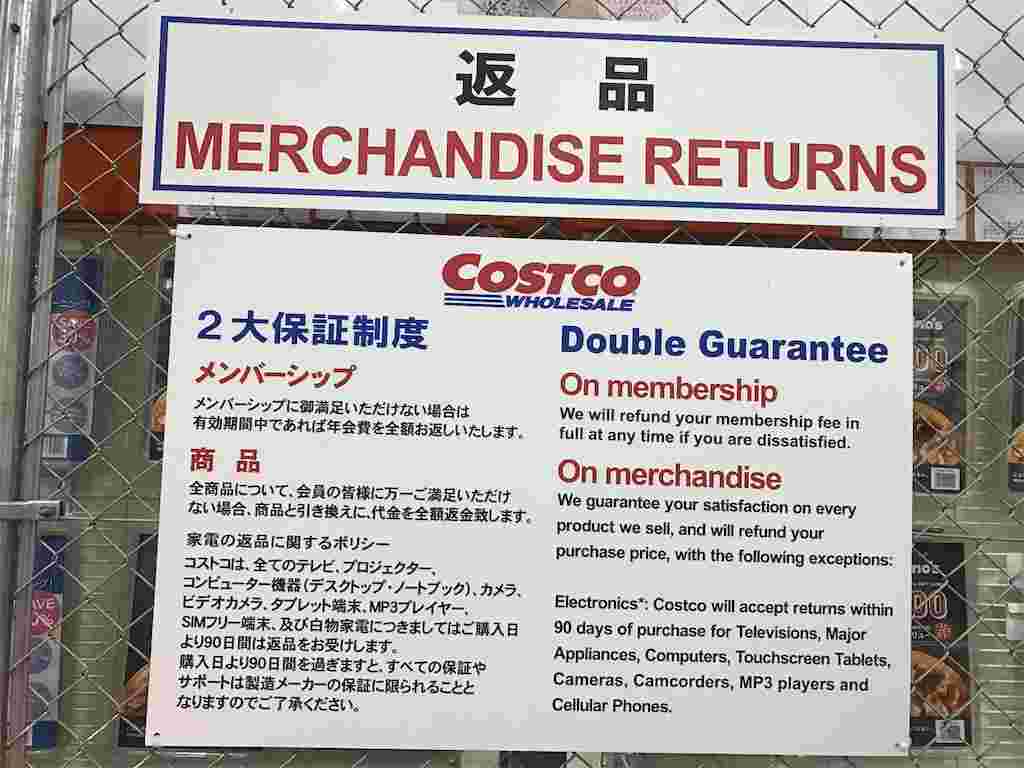 返品
MERCHANDISE RETURNS
COSTCO
WHOLESALE
2大保証制度
メンバーシップ
メンバーシップに御満足いただけない場合は
有効期間中であれば年会費を全額お返しいたします。
商品
全商品について、会員の皆様に万一ご満足いただけ
ない場合、商品と引き換えに、代金を全額返金致します。
家電の返品に関するポリシー
コストコは、全てのテレビ、プロジェクター、
コンピューター機器(デスクトップ・ノートブック)、カメラ、
ビデオカメラ、タブレット端末、MP3プレイヤー、
SIMフリー端末、及び白物家電につきましてはご購入日
より90日間は返品をお受けします。
購入日より90日間を過ぎますと、すべての保証や
サポートは製造メーカーの保証に限られることと
なりますのでご了承ください。
Double Guarantee
On membership
We will refund your membership fee in
full at any time if you are dissatisfied.
On merchandise
We guarantee your satisfaction on every
product we sell, and will refund your
purchase price, with the following exceptions:
Electronics*: Costco will accept returns within
90 days of purchase for Televisions, Major
Appliances, Computers, Touchscreen Tablets,
Cameras, Camcorders, MP3 players and
Cellular Phones.